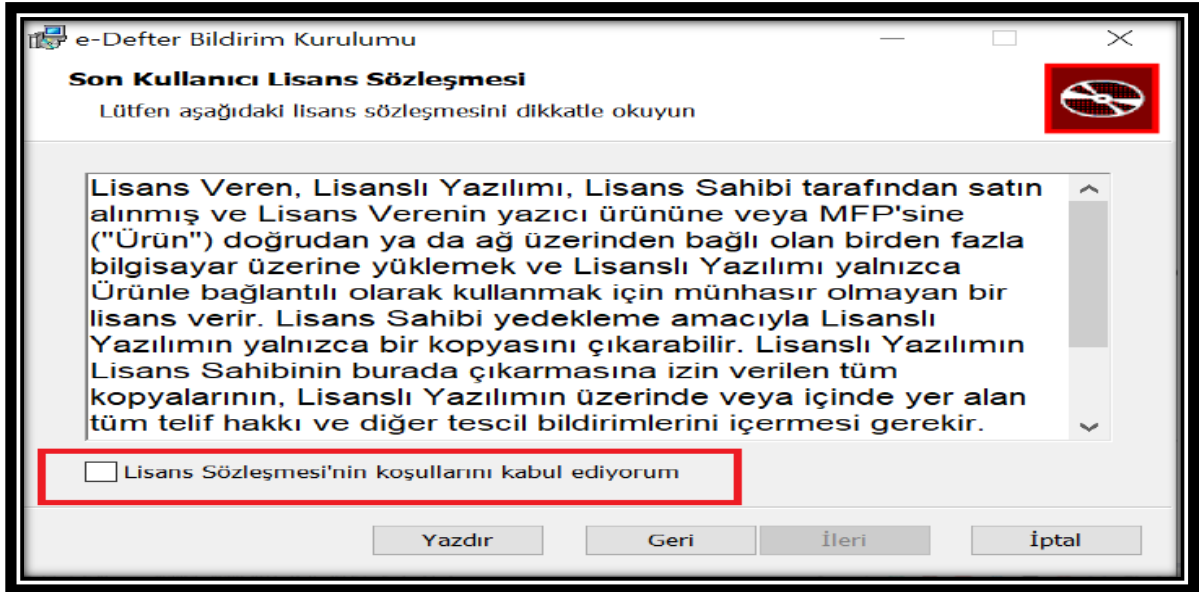 e-Defter Bildirim Kurulumu
Son Kullanıcı Lisans Sözleşmesi
Lütfen aşağıdaki lisans sözleşmesini dikkatle okuyun
Lisans Veren, Lisanslı Yazılımı, Lisans Sahibi tarafından satın
alınmış ve Lisans Verenin yazıcı ürününe veya MFP'sine
("Ürün") doğrudan ya da ağ üzerinden bağlı olan birden fazla
bilgisayar üzerine yüklemek ve Lisanslı Yazılımı yalnızca
Ürünle bağlantılı olarak kullanmak için münhasır olmayan bir
lisans verir. Lisans Sahibi yedekleme amacıyla Lisanslı
Yazılımın yalnızca bir kopyasını çıkarabilir. Lisanslı Yazılımın
Lisans Sahibinin burada çıkarmasına izin verilen tüm
kopyalarının, Lisanslı Yazılımın üzerinde veya içinde yer alan
tüm telif hakkı ve diğer tescil bildirimlerini içermesi gerekir.
Lisans Sözleşmesi'nin koşullarını kabul ediyorum
Yazdır Geri İleri İptal